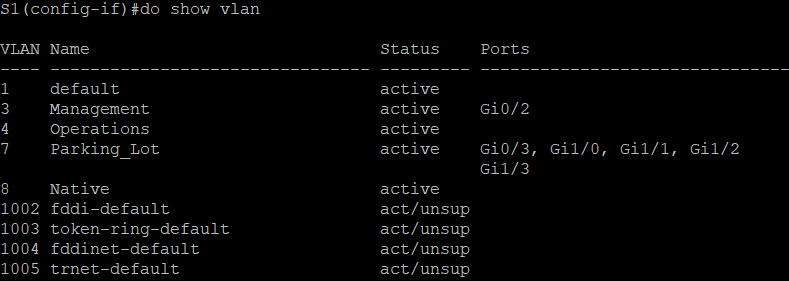 S1(config-if)#do show vlan
VLAN Name                             Status    Ports
---- -------------------------------- --------- -------------------------------
1    default                          active
3    Management                       active    Gi0/2
4    Operations                       active
7    Parking_Lot                      active    Gi0/3, Gi1/0, Gi1/1, Gi1/2
                                                Gi1/3
8    Native                           active
1002 fddi-default                     act/unsup
1003 token-ring-default               act/unsup
1004 fddinet-default                  act/unsup
1005 trnet-default                    act/unsup